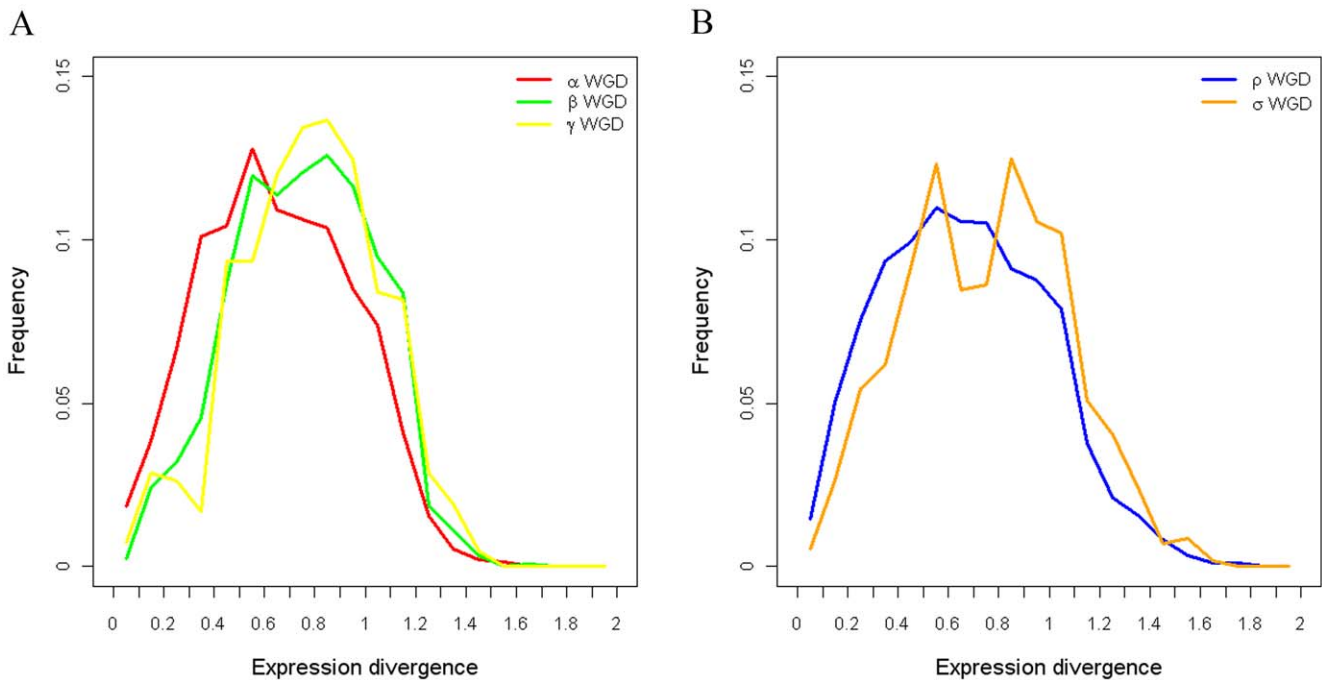 A
α WGD
β WGD
γ WGD
0.15
0.1
0.05
0
Frequency
0 0.2 0.4 0.6 0.8 1 1.2 1.4 1.6 1.8 2
Expression divergence
B
ρ WGD
σ WGD
0.15
0.1
0.05
0
Frequency
0 0.2 0.4 0.6 0.8 1 1.2 1.4 1.6 1.8 2
Expression divergence